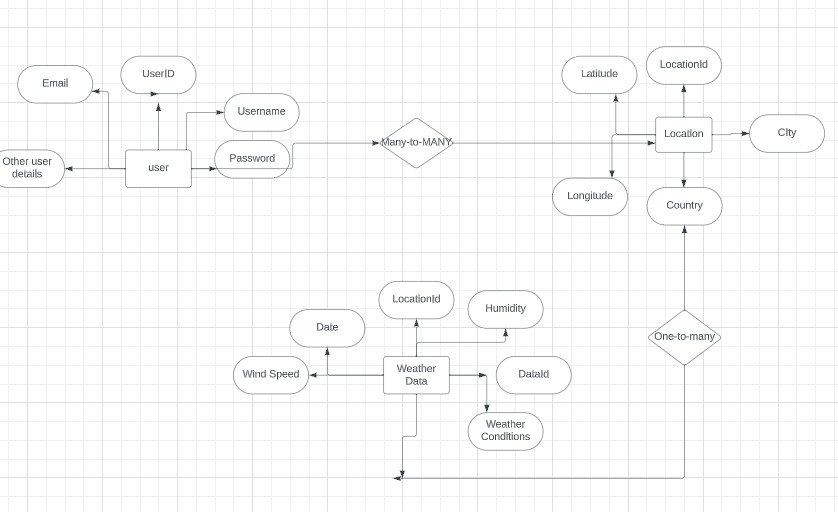 Email
UserID
Username
Other user
details
user
Password
Many-to-MANY
Latitude
LocationId
Location
CIty
Longitude
Country
LocationId
Humidity
Date
Wind Speed
Weather
Data
DataId
Weather
Conditions
One-to-many